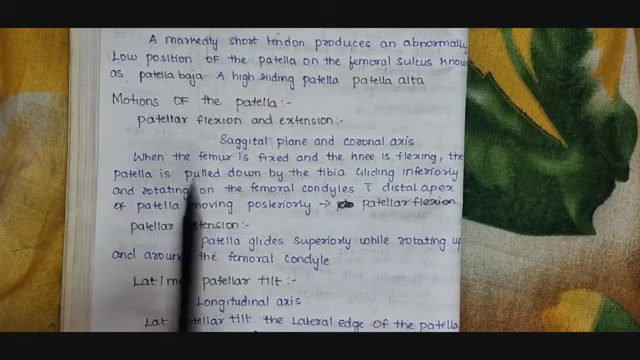 A markedly short tendon produces an abnormally
Low position of the patella on the femoral sulcus known
as patella baja A high sliding patella patella alta
Motions of the patella:-
patellar flexion and extension:-
Saggital plane and coronal axis
When the femur is fixed and the knee is flexing, the
patella is pulled down by the tibia Gliding inferiorly
and rotating on the femoral condyles T distal apex
of patella moving posteriorly → patellar flexion
patellar :-
Patella glides superiorly while rotating up
and around the femoral condyle
Lat/med patellar tilt :-
Longitudinal axis
Lat the Lateral edge of the patella